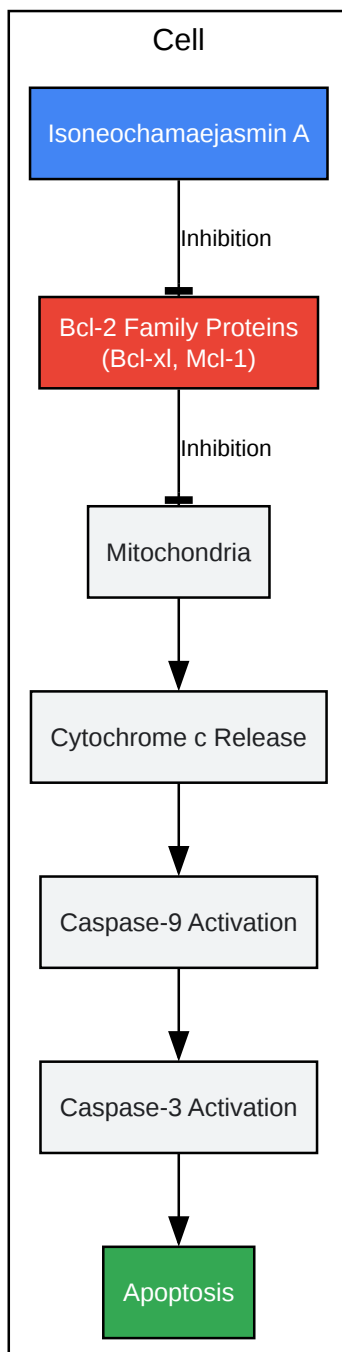 Cell
Isoneochamaejasmin A
Inhibition
Bcl-2 Family Proteins
(Bcl-xl, Mcl-1)
Inhibition
Mitochondria
Cytochrome c Release
Caspase-9 Activation
Caspase-3 Activation
Apoptosis